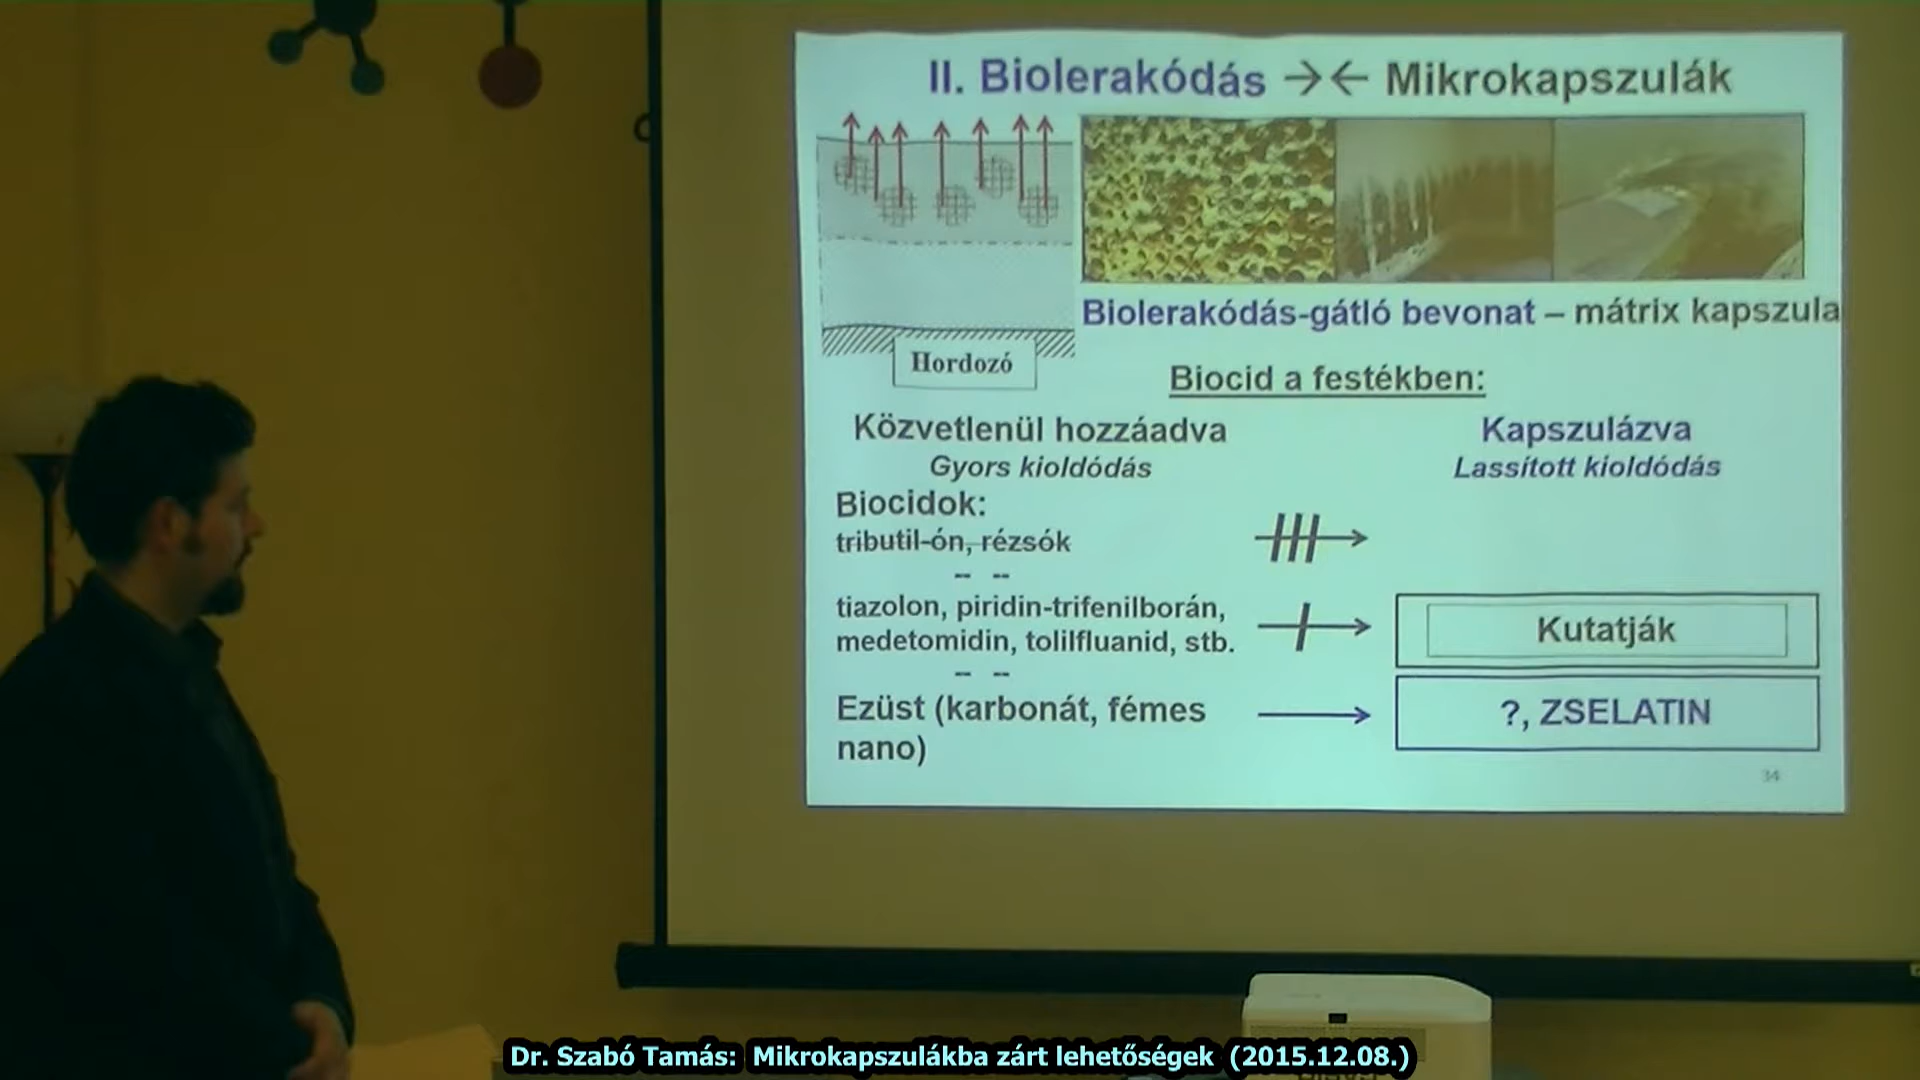 II. Biolerakódás →← Mikrokapszulák
Hordozó
Biolerakódás-gátló bevonat – mátrix kapszula
Biocid a festékben:
Közvetlenül hozzáadva
Gyors kioldódás
Kapszulázva
Lassított kioldódás
Biocidok:
tributil-ón, rézsók
-- --
tiazolon, piridin-trifenilborán,
medetomidin, tolilfluanid, stb.
Kutatják
-- --
Ezüst (karbonát, fémes
nano)
?, ZSELATIN
34
Dr. Szabó Tamás: Mikrokapszulákba zárt lehetőségek (2015.12.08.)